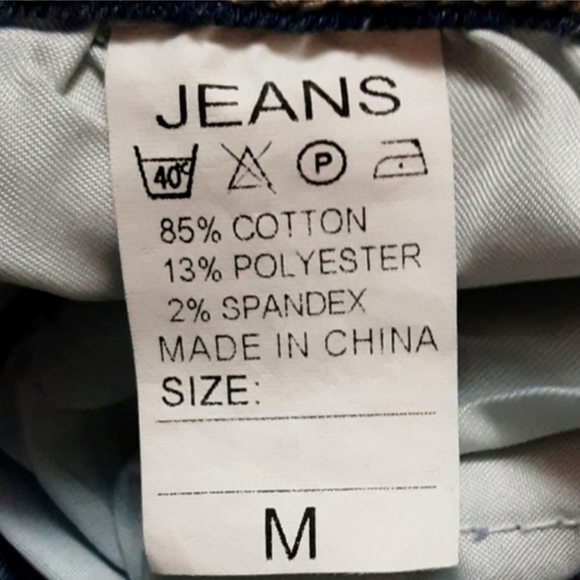 JEANS
40°C P
85% COTTON
13% POLYESTER
2% SPANDEX
MADE IN CHINA
SIZE:
M